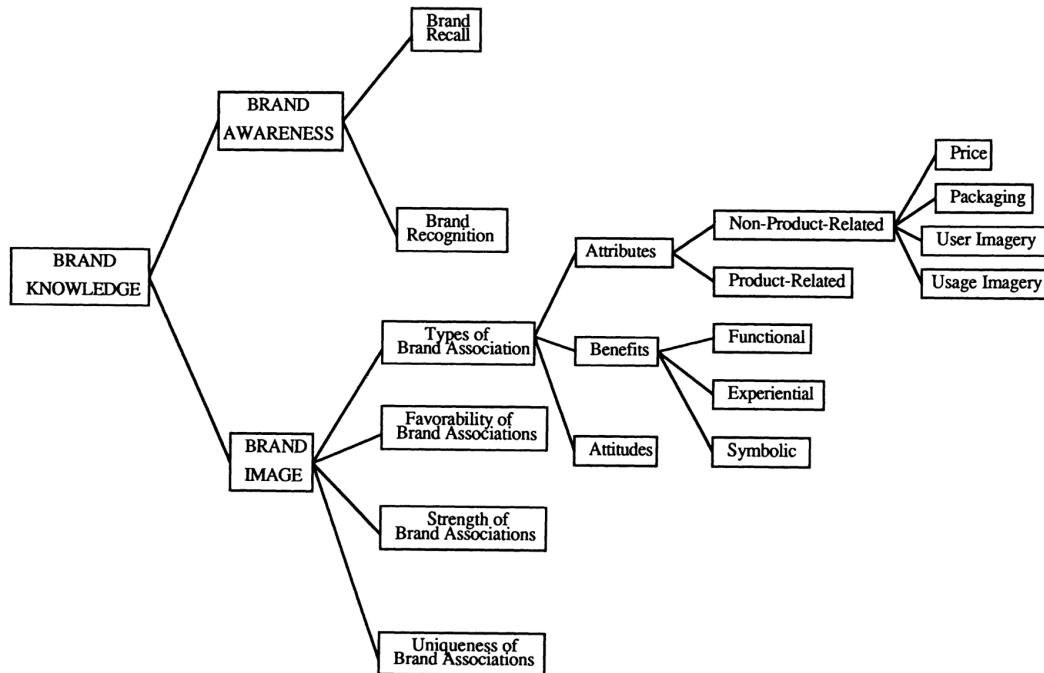 Brand
Recall
BRAND
AWARENESS
Brand
Recognition
BRAND
KNOWLEDGE
Types of
Brand Association
Favorability of
Brand Associations
BRAND
IMAGE
Strength of
Brand Associations
Uniqueness of
Brand Associations
Attributes
Benefits
Attitudes
Non-Product-Related
Product-Related
Functional
Experiential
Symbolic
Price
Packaging
User Imagery
Usage Imagery